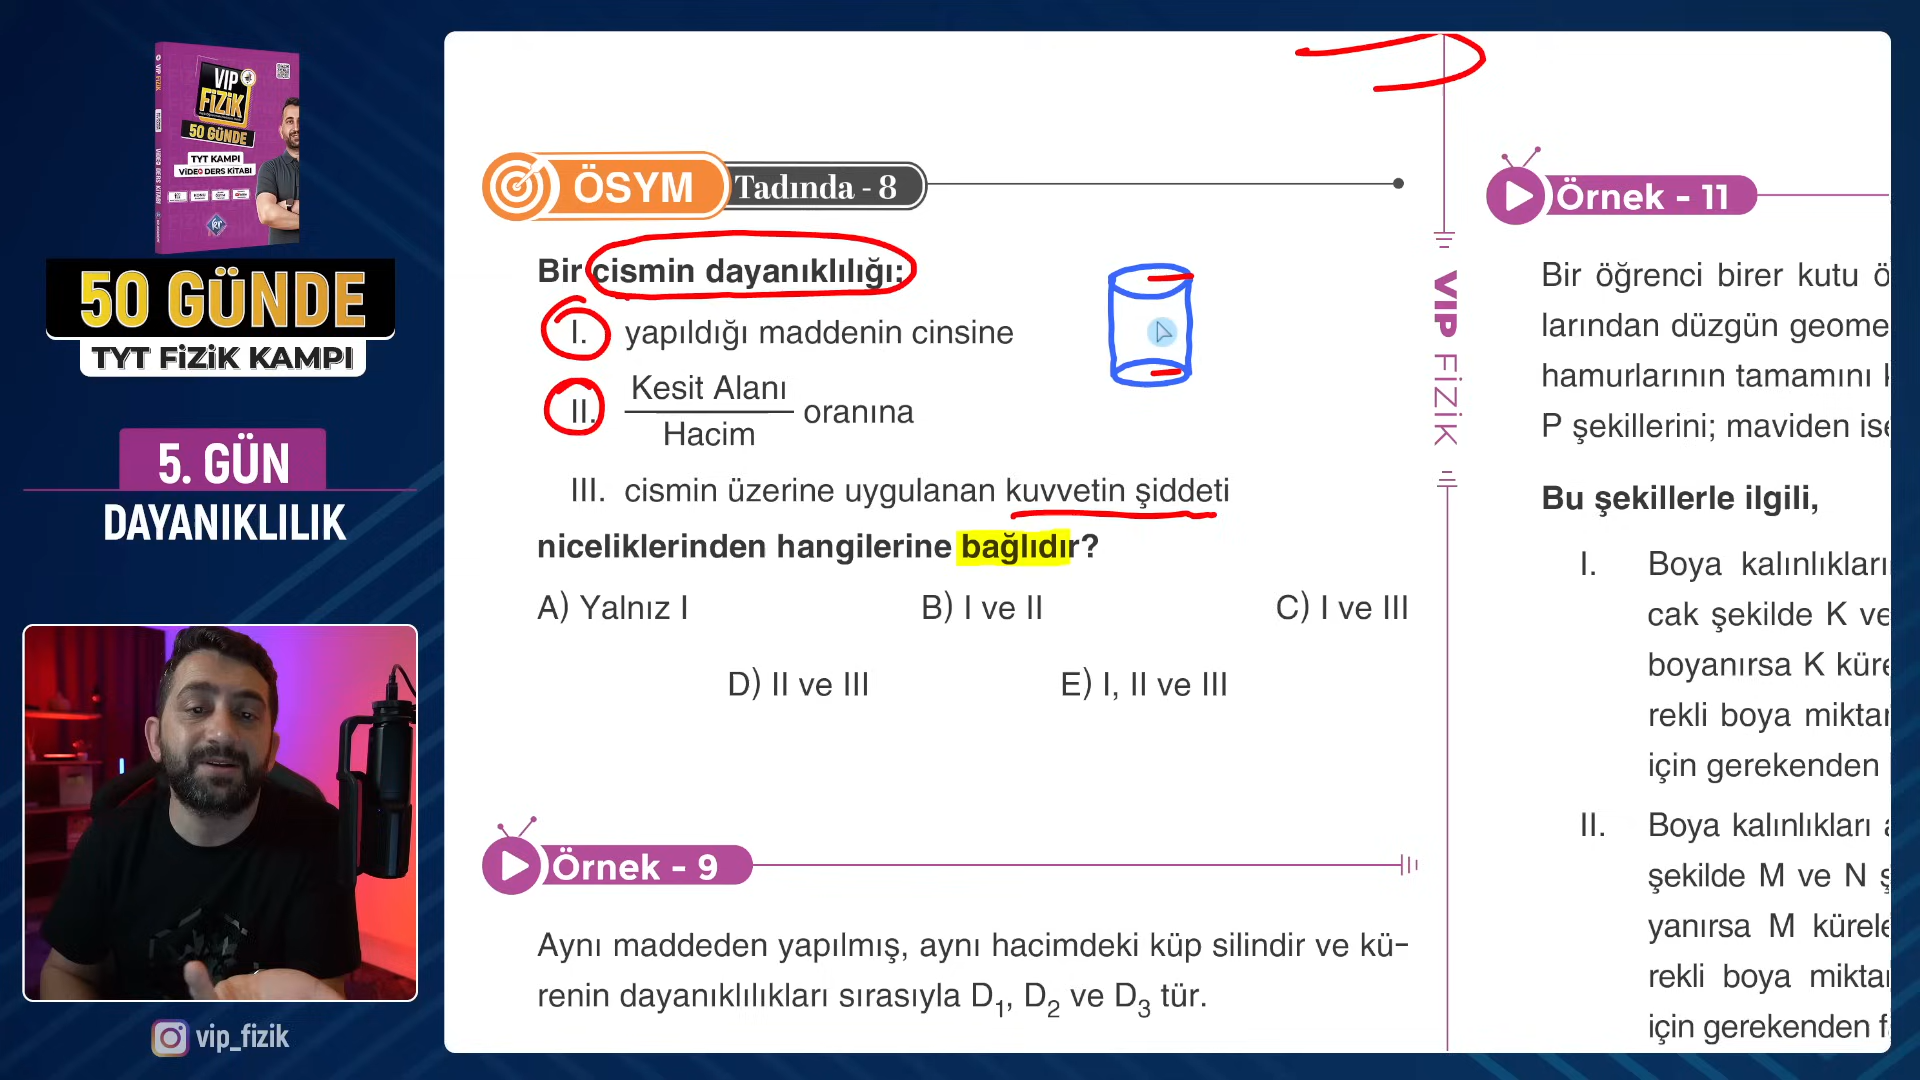 VIP
FİZİK
50 GÜNDE
TYT KAMPI
VİDEO DERS KİTABI
50 GÜNDE
TYT FİZİK KAMPI
5. GÜN
DAYANIKLILIK
vip_fizik
ÖSYM Tadında - 8
Bir cismin dayanıklılığı:
I. yapıldığı maddenin cinsine
II. Kesit Alanı
Hacim
oranına
III. cismin üzerine uygulanan kuvvetin şiddeti
niceliklerinden hangilerine bağlıdır?
A) Yalnız I B) I ve II C) I ve III
D) II ve III E) I, II ve III
Örnek - 9
Aynı maddeden yapılmış, aynı hacimdeki küp silindir ve kü-
renin dayanıklılıkları sırasıyla D1, D2 ve D3 tür.
VIP FİZİK
Örnek - 11
Bir öğrenci birer kutu ö
larından düzgün geome
hamurlarının tamamını k
P şekillerini; maviden ise
Bu şekillerle ilgili,
I. Boya kalınlıkları
cak şekilde K ve
boyanırsa K küre
rekli boya miktar
için gerekenden
II. Boya kalınlıkları a
şekilde M ve N ş
yanırsa M kürele
rekli boya miktar
için gerekenden f